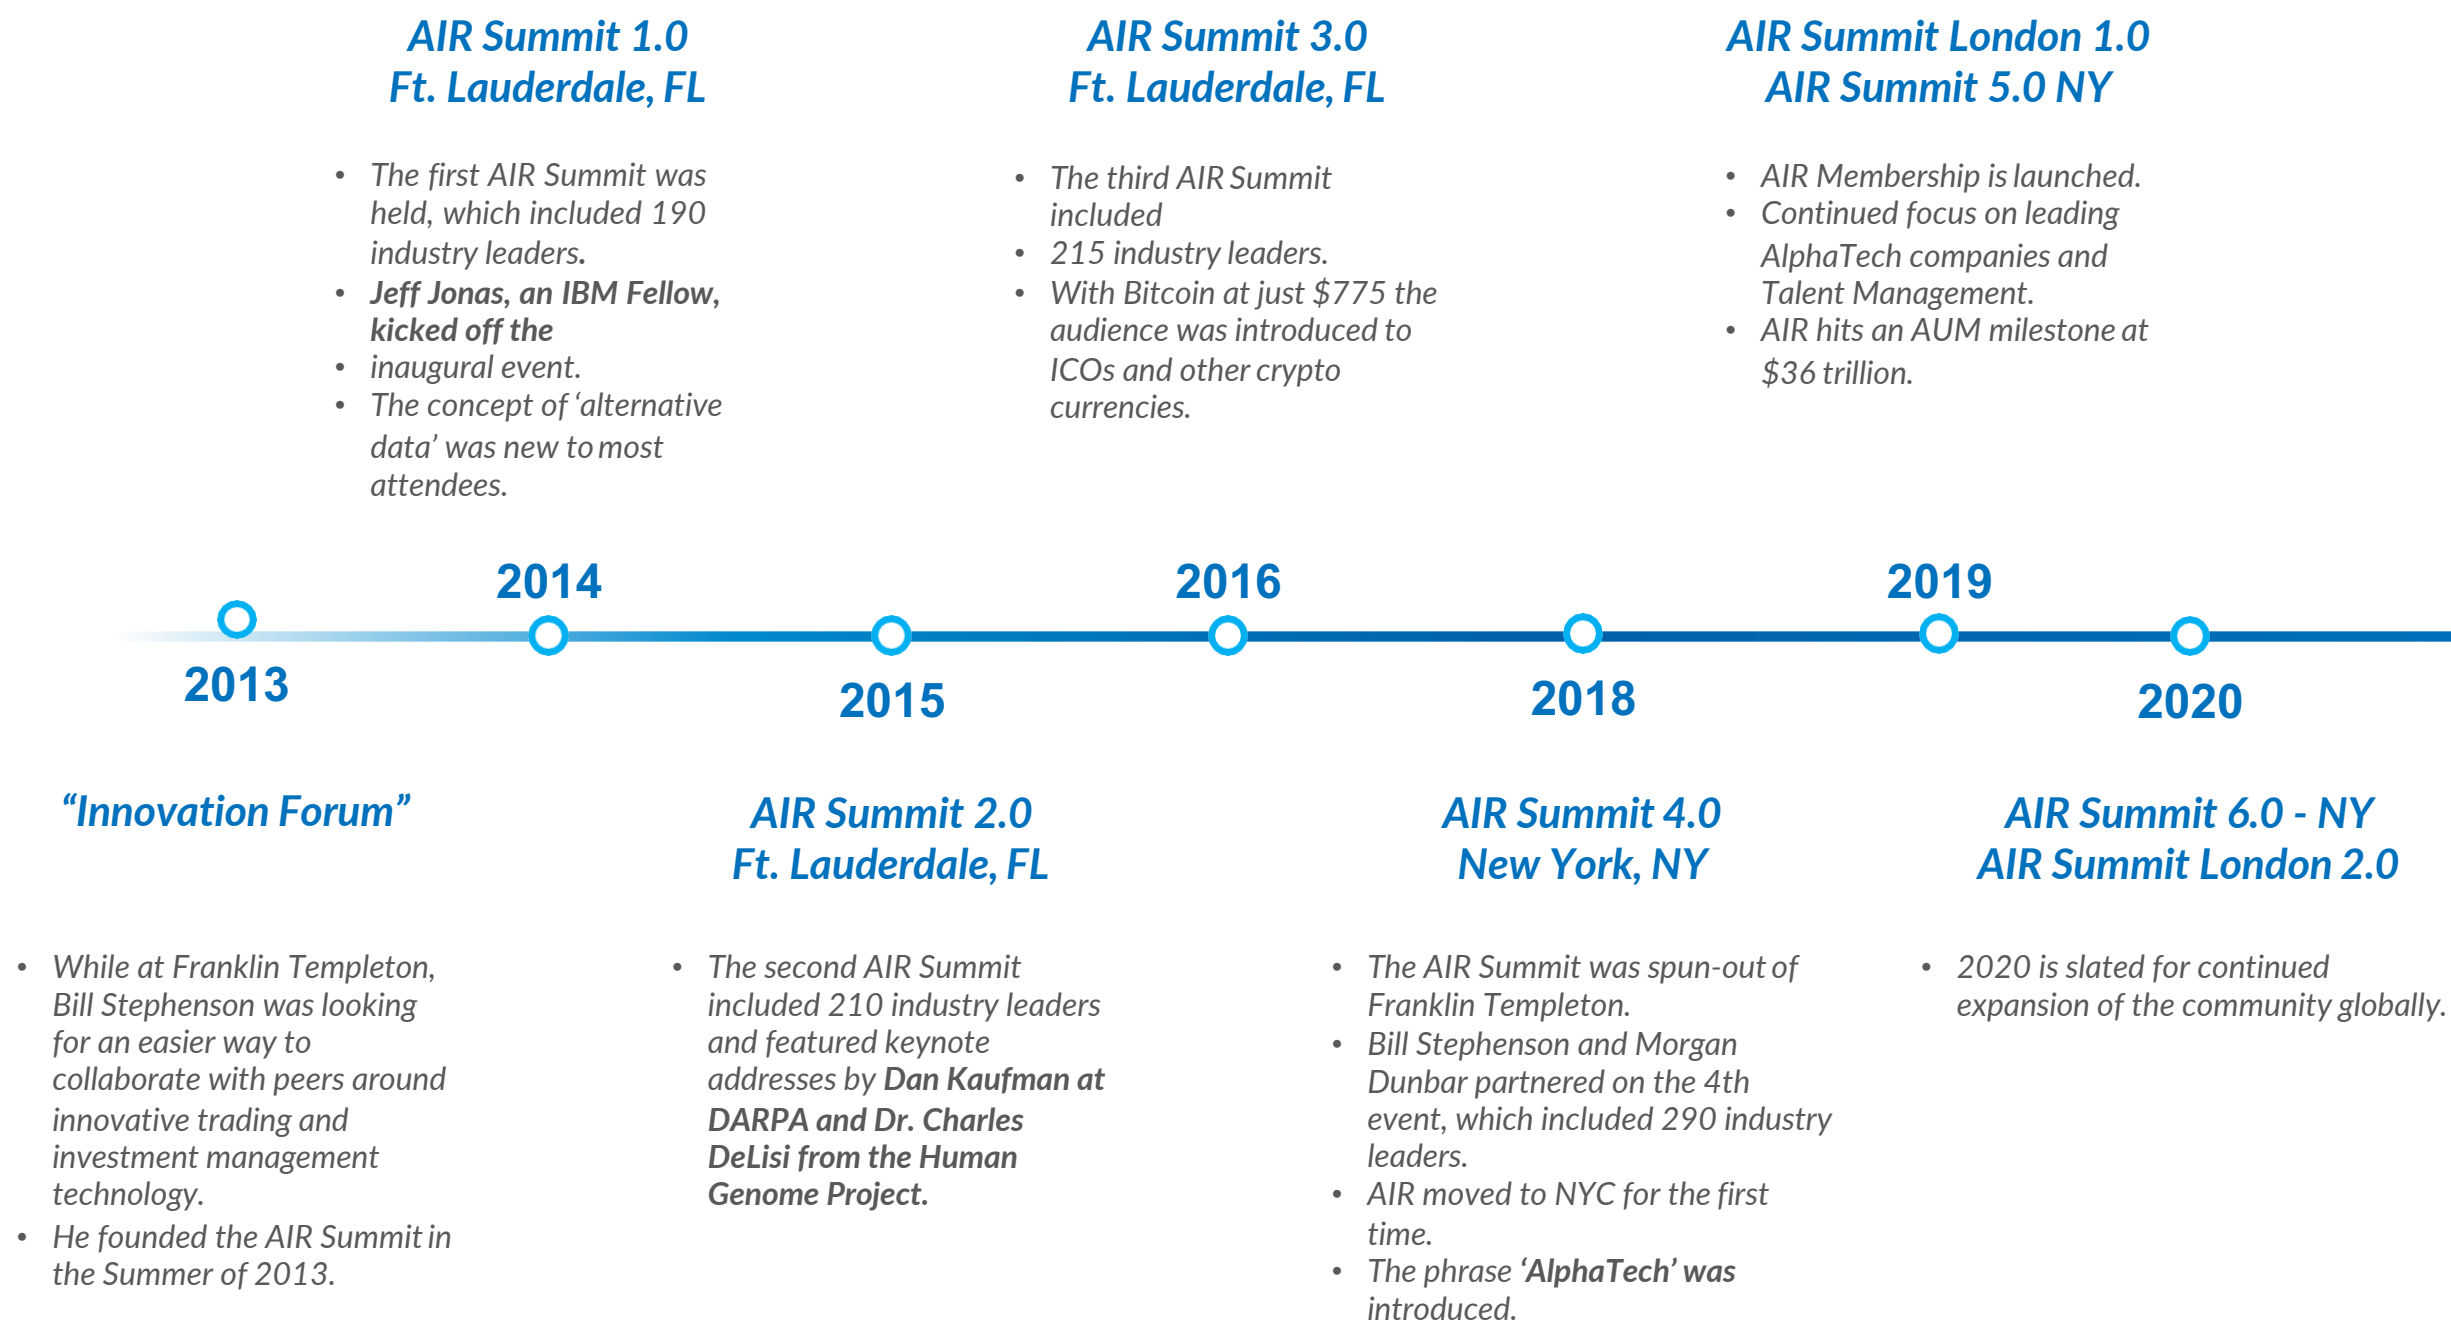 AIR Summit 1.0
Ft. Lauderdale, FL
• The first AIR Summit was
held, which included 190
industry leaders.
• Jeff Jonas, an IBM Fellow,
kicked off the
• inaugural event.
• The concept of ‘alternative
data’ was new to most
attendees.
AIR Summit 3.0
Ft. Lauderdale, FL
• The third AIR Summit
included
• 215 industry leaders.
• With Bitcoin at just $775 the
audience was introduced to
ICOs and other crypto
currencies.
AIR Summit London 1.0
AIR Summit 5.0 NY
• AIR Membership is launched.
• Continued focus on leading
AlphaTech companies and
Talent Management.
• AIR hits an AUM milestone at
$36 trillion.
2014
2016
2019
2013
2015
2018
2020
“Innovation Forum”
• While at Franklin Templeton,
Bill Stephenson was looking
for an easier way to
collaborate with peers around
innovative trading and
investment management
technology.
• He founded the AIR Summit in
the Summer of 2013.
AIR Summit 2.0
Ft. Lauderdale, FL
• The second AIR Summit
included 210 industry leaders
and featured keynote
addresses by Dan Kaufman at
DARPA and Dr. Charles
DeLisi from the Human
Genome Project.
AIR Summit 4.0
New York, NY
• The AIR Summit was spun-out of
Franklin Templeton.
• Bill Stephenson and Morgan
Dunbar partnered on the 4th
event, which included 290 industry
leaders.
• AIR moved to NYC for the first
time.
• The phrase ‘AlphaTech’ was
introduced.
AIR Summit 6.0 - NY
AIR Summit London 2.0
• 2020 is slated for continued
expansion of the community globally.